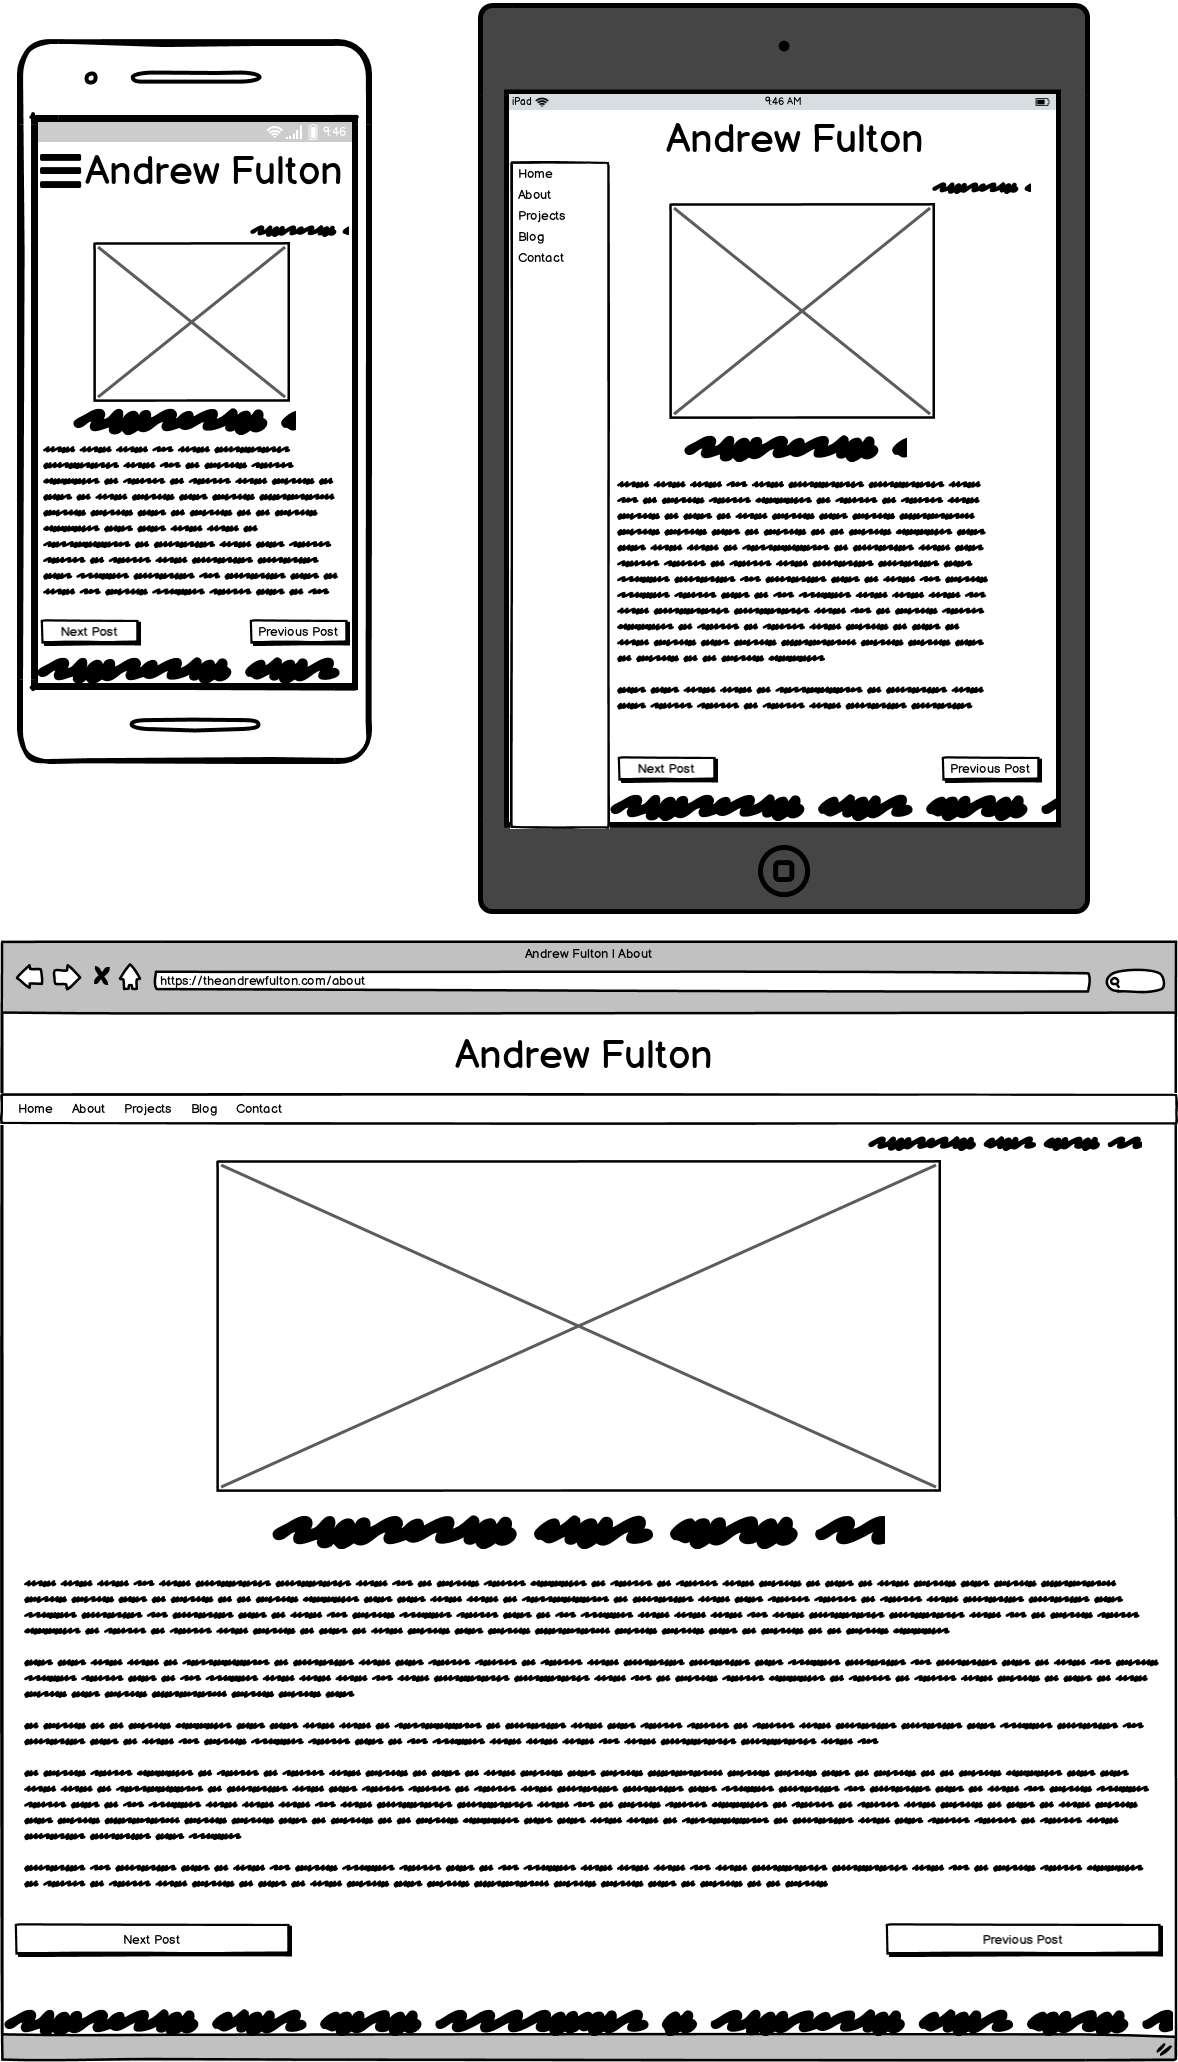 9:46
Andrew Fulton
Next Post
Previous Post
iPad
9:46 AM
Andrew Fulton
Home
About
Projects
Blog
Contact
Next Post
Previous Post
Andrew Fulton | About
https://theandrewfulton.com/about
Andrew Fulton
Home About Projects Blog Contact
Next Post
Previous Post